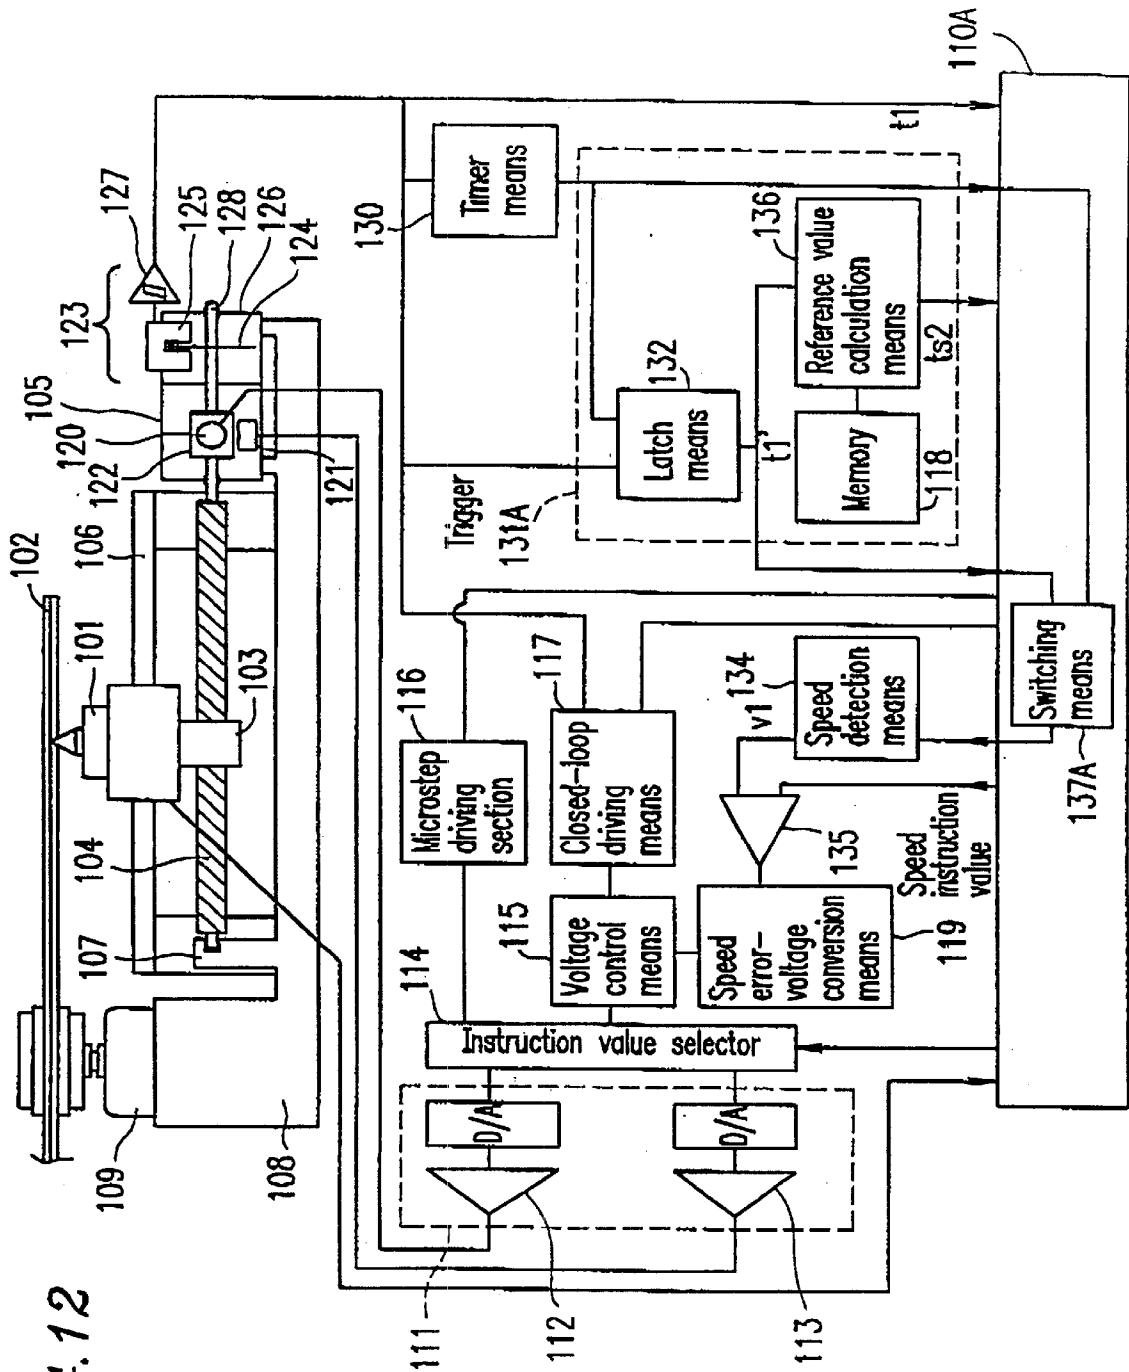 . 12
102
101
106
103
104
107
109
108
105
120
122
121
123
127
125
128
126
124
110A
t1
130
Timer
means
136
Reference value
calculation
means
ts2
132
Latch
means
t1'
Memory
118
Trigger
131A
116
Microstep
driving
section
117
Closed-loop
driving
means
134
v1
Speed
detection
means
Switching
means
137A
135
Speed
instruction
value
115
Voltage
control
means
Speed
error-
voltage
conversion
means
119
114
Instruction value selector
D/A
D/A
111
112
113